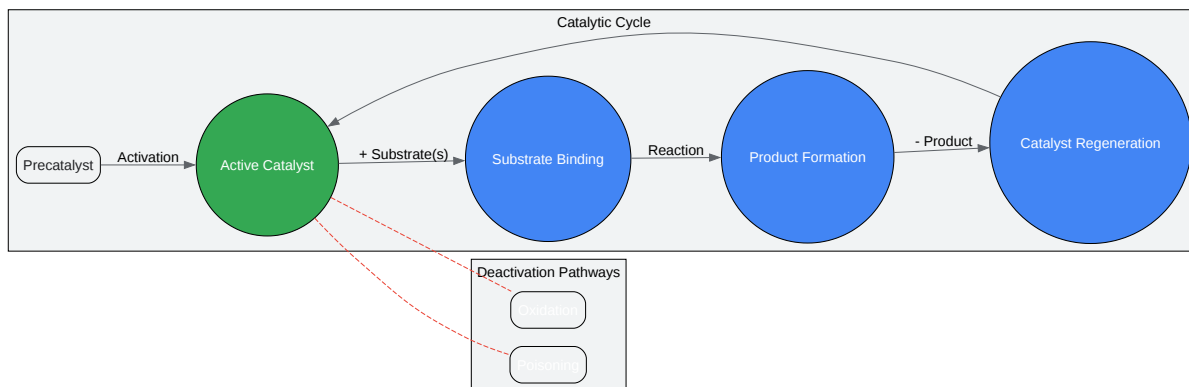 Catalytic Cycle
Precatalyst
Activation
Active Catalyst
+ Substrate(s)
Substrate Binding
Reaction
Product Formation
- Product
Catalyst Regeneration
Deactivation Pathways
Oxidation
Poisoning